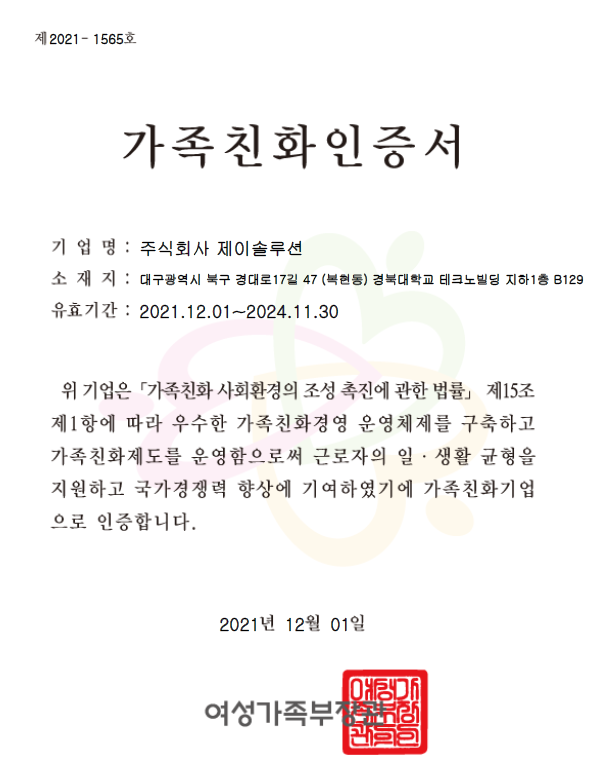 제2021- 1565호
가족친화인증서
기 업 명 : 주식회사 제이솔루션
소 재 지 : 대구광역시 북구 경대로17길 47 (복현동) 경북대학교 테크노빌딩 지하1층 B129
유효기간 : 2021.12.01~2024.11.30
위 기업은 「가족친화 사회환경의 조성 촉진에 관한 법률」 제15조
제1항에 따라 우수한 가족친화경영 운영체제를 구축하고
가족친화제도를 운영함으로써 근로자의 일 · 생활 균형을
지원하고 국가경쟁력 향상에 기여하였기에 가족친화기업
으로 인증합니다.
2021년 12월 01일
여성가족부장관